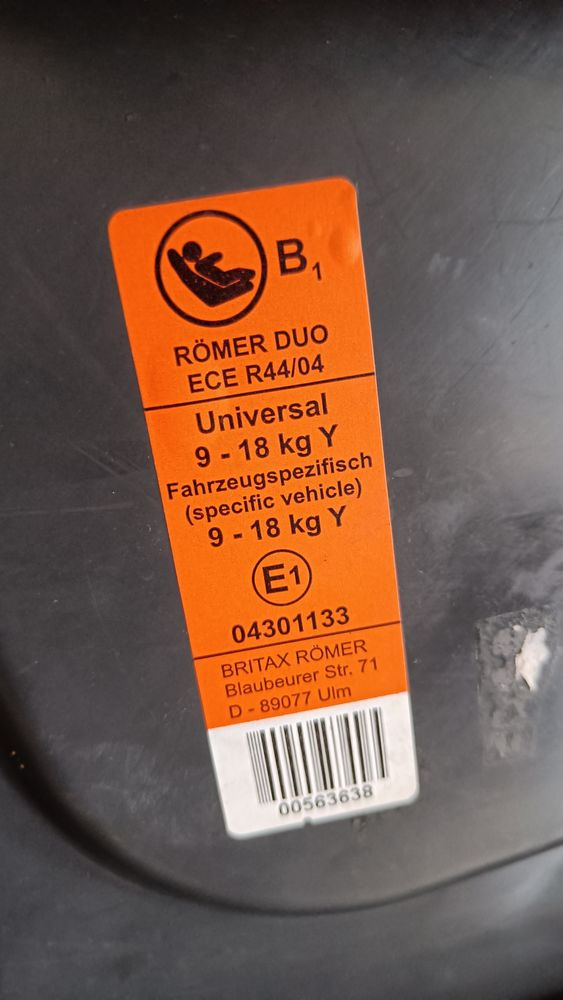 B1
RÖMER DUO
ECE R44/04
Universal
9 - 18 kg Y
Fahrzeugspezifisch
(specific vehicle)
9 - 18 kg Y
E1
04301133
BRITAX RÖMER
Blaubeurer Str. 71
D - 89077 Ulm
00563638